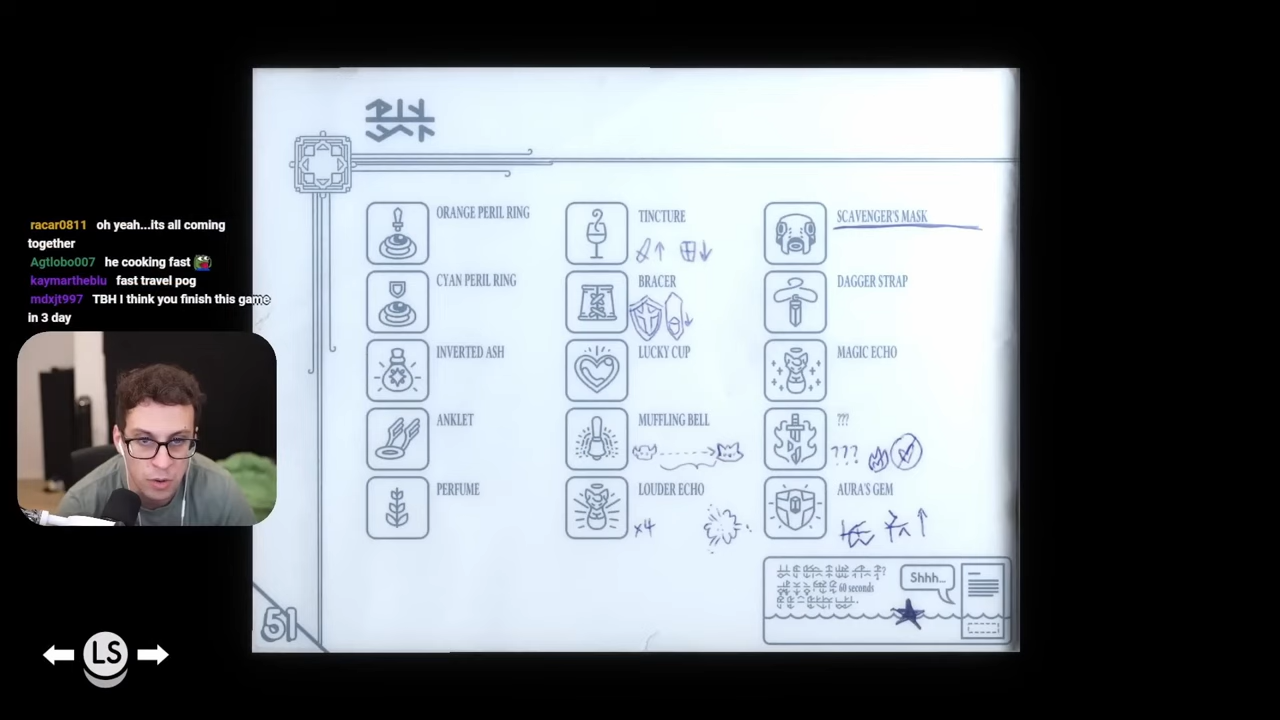 racar0811 oh yeah...its all coming
together
Agtlobo007 he cooking fast
kaymartheblu fast travel pog
mdxjt997 TBH I think you finish this game
in 3 day
ORANGE PERIL RING
CYAN PERIL RING
INVERTED ASH
ANKLET
PERFUME
TINCTURE
BRACER
LUCKY CUP
MUFFLING BELL
LOUDER ECHO
x4
SCAVENGER'S MASK
DAGGER STRAP
MAGIC ECHO
???
???
AURA'S GEM
60 seconds
Shhh...
51
LS